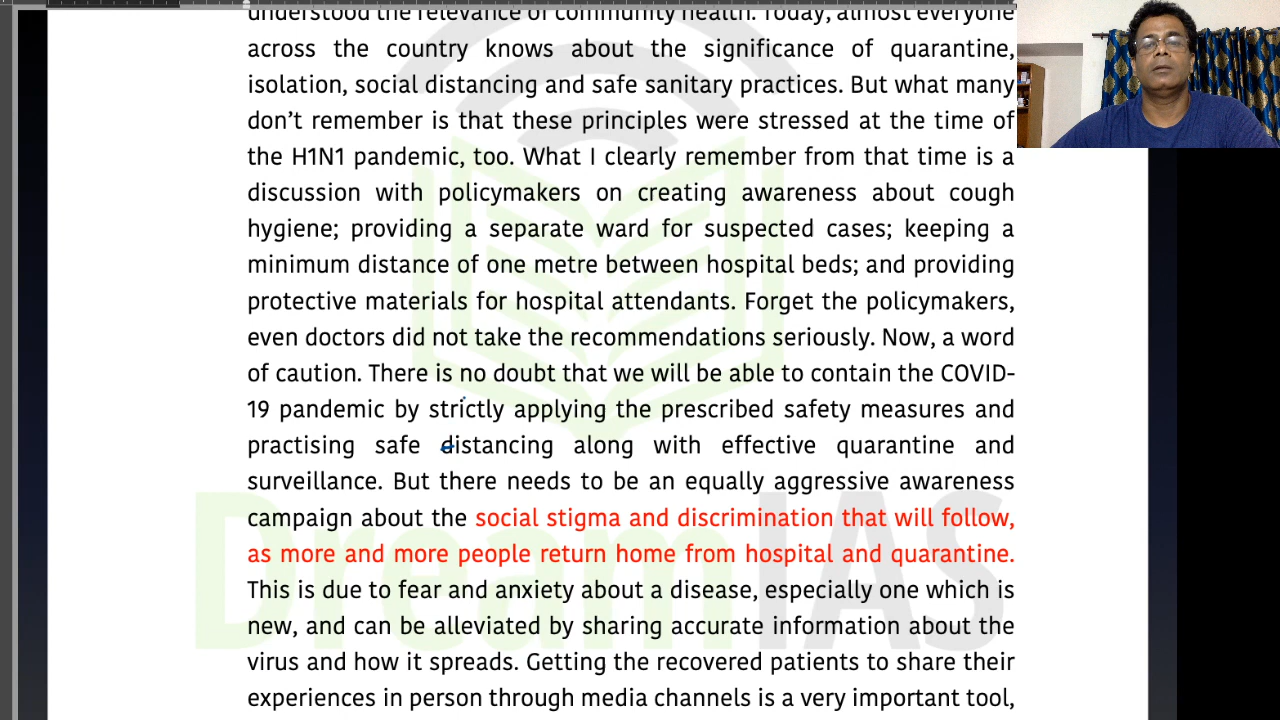 understood the relevance of community health. Today, almost everyone
across the country knows about the significance of quarantine,
isolation, social distancing and safe sanitary practices. But what many
don’t remember is that these principles were stressed at the time of
the H1N1 pandemic, too. What I clearly remember from that time is a
discussion with policymakers on creating awareness about cough
hygiene; providing a separate ward for suspected cases; keeping a
minimum distance of one metre between hospital beds; and providing
protective materials for hospital attendants. Forget the policymakers,
even doctors did not take the recommendations seriously. Now, a word
of caution. There is no doubt that we will be able to contain the COVID-
19 pandemic by strictly applying the prescribed safety measures and
practising safe distancing along with effective quarantine and
surveillance. But there needs to be an equally aggressive awareness
campaign about the social stigma and discrimination that will follow,
as more and more people return home from hospital and quarantine.
This is due to fear and anxiety about a disease, especially one which is
new, and can be alleviated by sharing accurate information about the
virus and how it spreads. Getting the recovered patients to share their
experiences in person through media channels is a very important tool,
DreamIAS